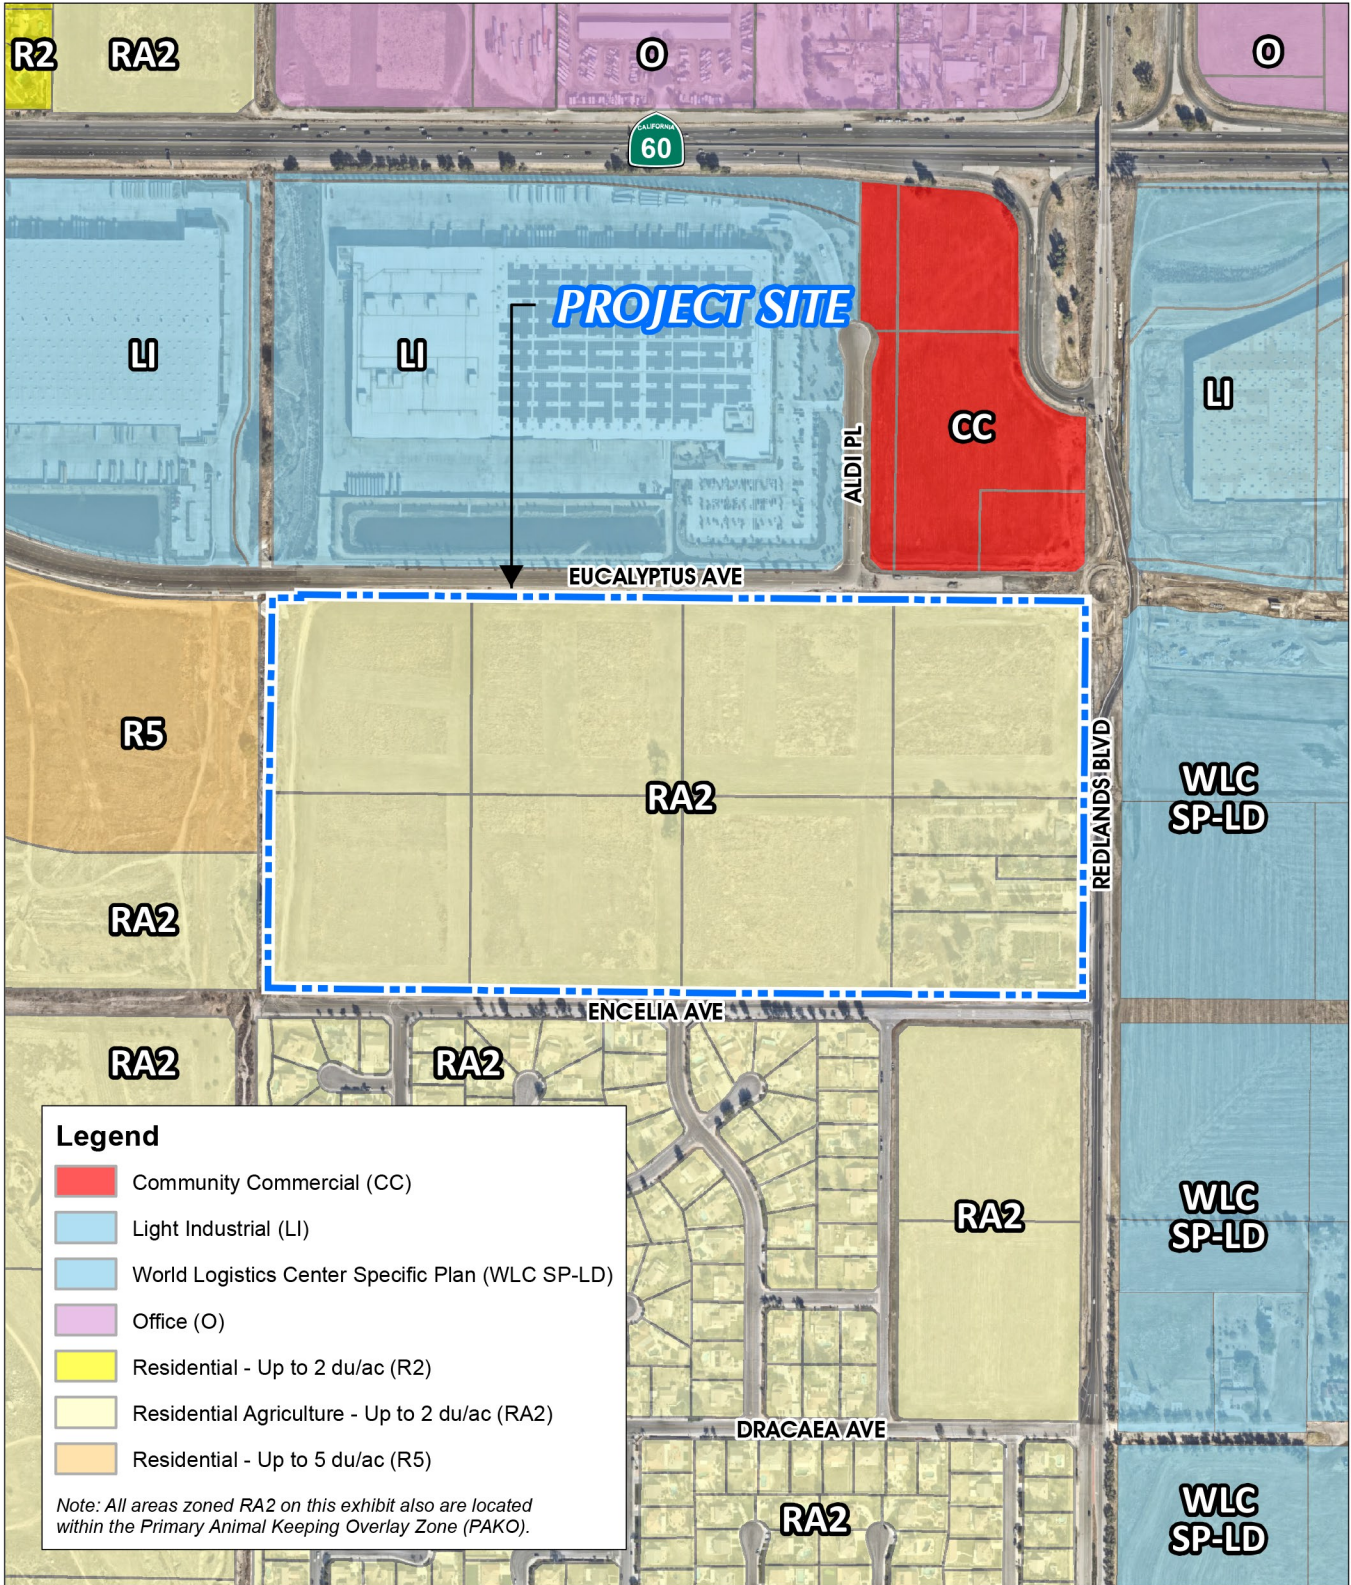 R2
RA2
O
O
CALIFORNIA
60
PROJECT SITE
LI
LI
LI
CC
ALDI PL
EUCALYPTUS AVE
R5
RA2
REDLANDS BLVD
WLC
SP-LD
RA2
ENCELIA AVE
RA2
RA2
Legend
Community Commercial (CC)
Light Industrial (LI)
World Logistics Center Specific Plan (WLC SP-LD)
Office (O)
Residential - Up to 2 du/ac (R2)
Residential Agriculture - Up to 2 du/ac (RA2)
Residential - Up to 5 du/ac (R5)
Note: All areas zoned RA2 on this exhibit also are located
within the Primary Animal Keeping Overlay Zone (PAKO).
RA2
WLC
SP-LD
DRACAEA AVE
RA2
WLC
SP-LD